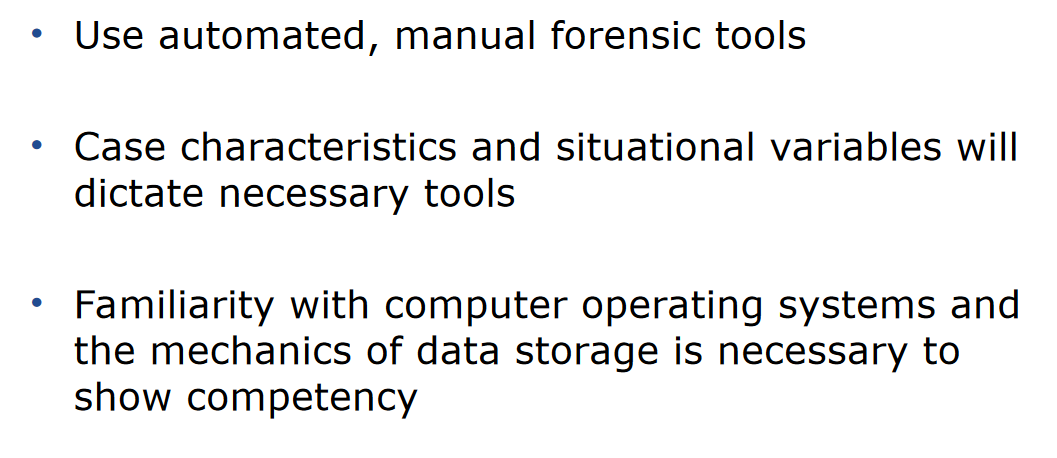 • Use automated, manual forensic tools
• Case characteristics and situational variables will
dictate necessary tools
• Familiarity with computer operating systems and
the mechanics of data storage is necessary to
show competency